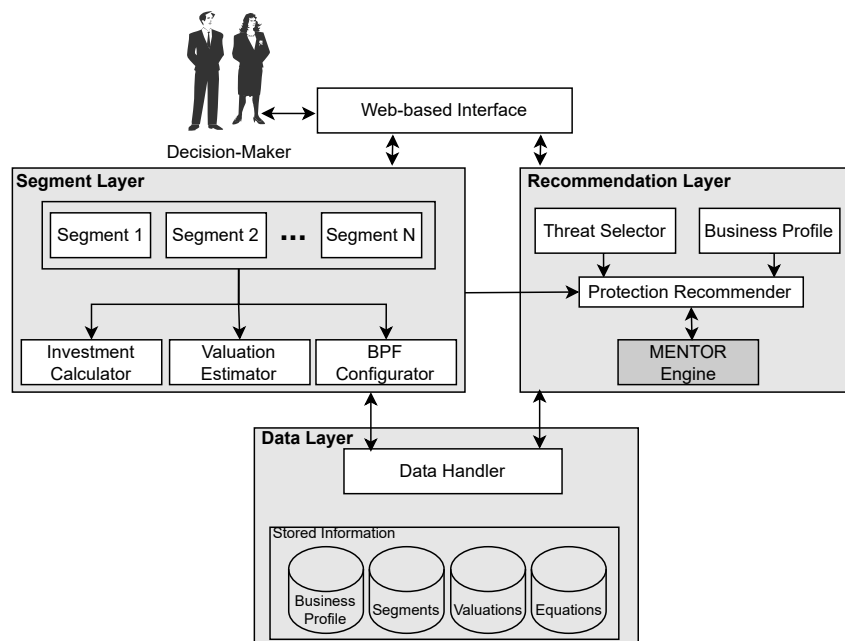 Web-based Interface
Decision-Maker
Segment Layer
Segment 1
Segment 2
...
Segment N
Investment
Calculator
Valuation
Estimator
BPF
Configurator
Recommendation Layer
Threat Selector
Business Profile
Protection Recommender
MENTOR
Engine
Data Layer
Data Handler
Stored Information
Business
Profile
Segments
Valuations
Equations